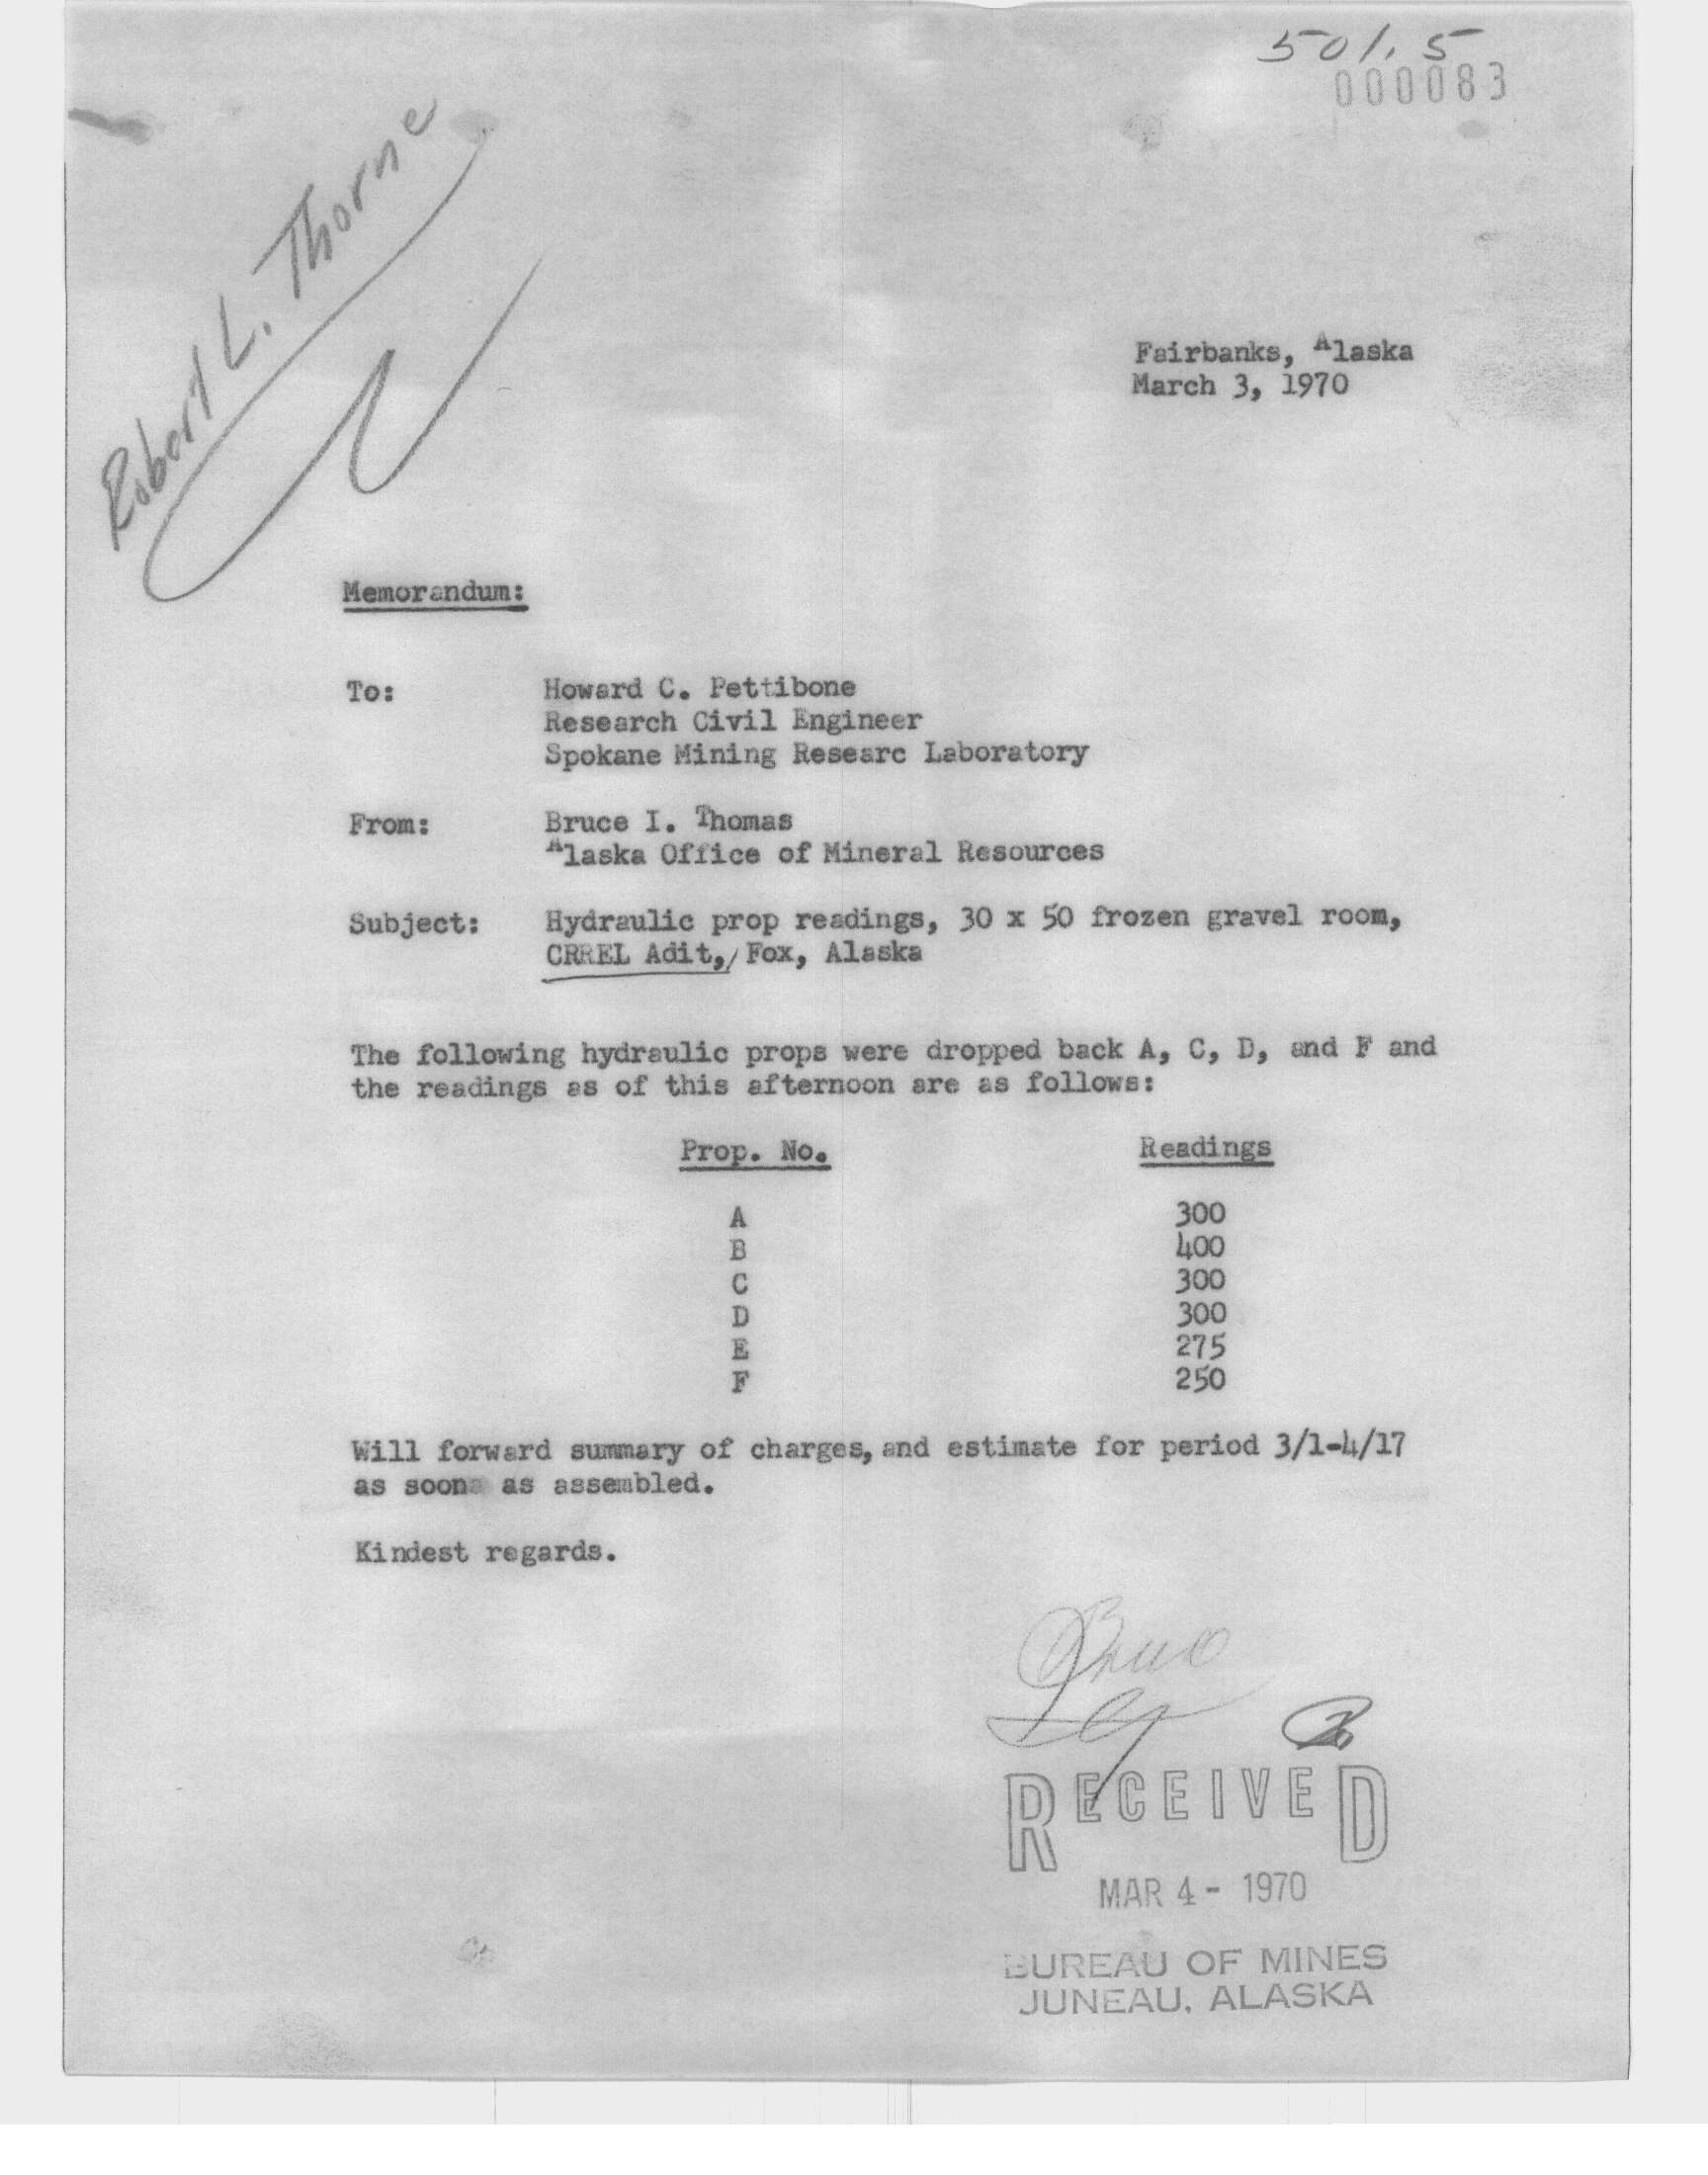 501.5
000083
Robert L. Thorne
Fairbanks, Alaska
March 3, 1970
Memorandum:
To: Howard C. Pettibone
Research Civil Engineer
Spokane Mining Researc Laboratory
From: Bruce I. Thomas
Alaska Office of Mineral Resources
Subject: Hydraulic prop readings, 30 x 50 frozen gravel room,
CRREL Adit, Fox, Alaska
The following hydraulic props were dropped back A, C, D, and F and
the readings as of this afternoon are as follows:
Prop. No. Readings
A 300
B 400
C 300
D 300
E 275
F 250
Will forward summary of charges, and estimate for period 3/1-4/17
as soon as assembled.
Kindest regards.
Bruce
RECEIVED
MAR 4 - 1970
BUREAU OF MINES
JUNEAU, ALASKA